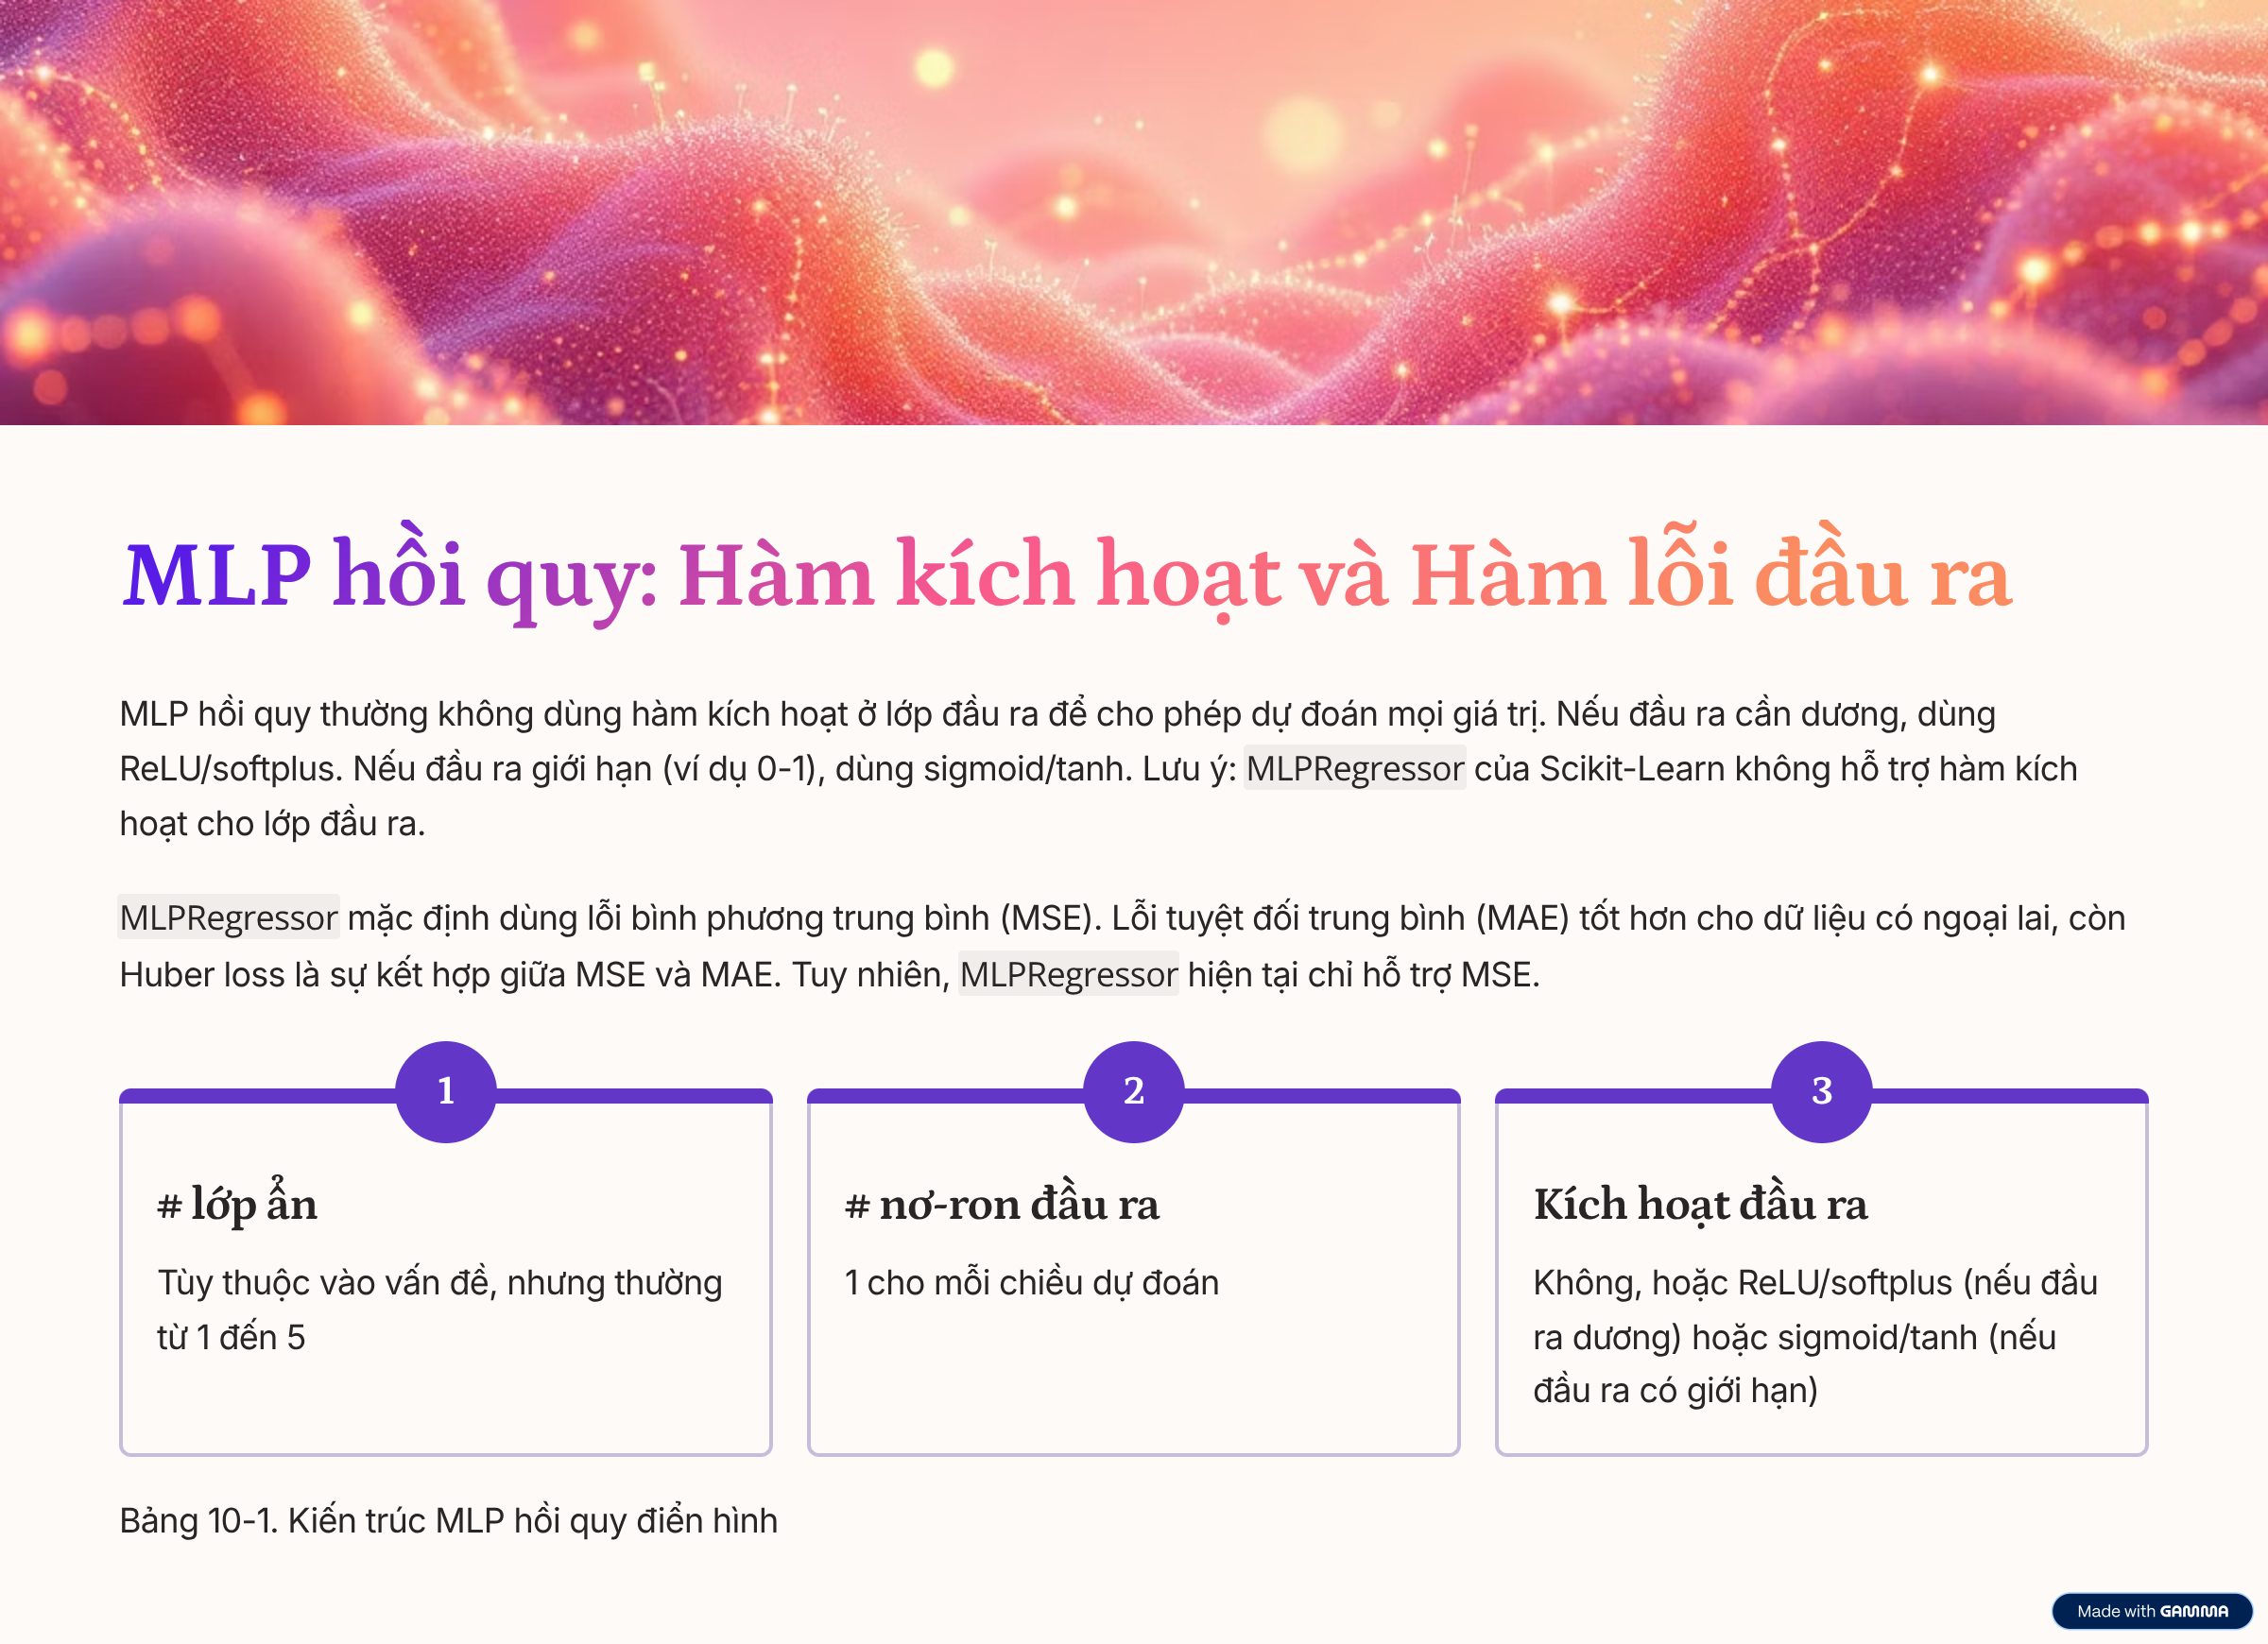 MLP hồi quy: Hàm kích hoạt và Hàm lỗi đầu ra
MLP hồi quy thường không dùng hàm kích hoạt ở lớp đầu ra để cho phép dự đoán mọi giá trị. Nếu đầu ra cần dương, dùng
ReLU/softplus. Nếu đầu ra giới hạn (ví dụ 0-1), dùng sigmoid/tanh. Lưu ý: MLPRegressor của Scikit-Learn không hỗ trợ hàm kích
hoạt cho lớp đầu ra.
MLPRegressor mặc định dùng lỗi bình phương trung bình (MSE). Lỗi tuyệt đối trung bình (MAE) tốt hơn cho dữ liệu có ngoại lai, còn
Huber loss là sự kết hợp giữa MSE và MAE. Tuy nhiên, MLPRegressor hiện tại chỉ hỗ trợ MSE.
1
# lớp ẩn
Tùy thuộc vào vấn đề, nhưng thường
từ 1 đến 5
2
# nơ-ron đầu ra
1 cho mỗi chiều dự đoán
3
Kích hoạt đầu ra
Không, hoặc ReLU/softplus (nếu đầu
ra dương) hoặc sigmoid/tanh (nếu
đầu ra có giới hạn)
Bảng 10-1. Kiến trúc MLP hồi quy điển hình
Made with GAMMA